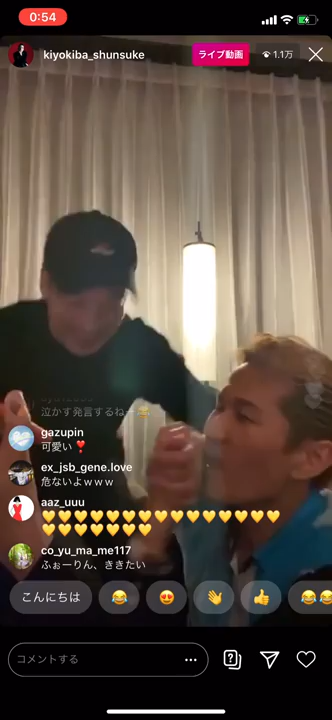 0:54
kiyokiba_shunsuke
ライブ動画
1.1万
泣かす発言するねー
gazupin
可愛い❣️
ex_jsb_gene.love
危ないよｗｗｗ
aaz_uuu
💛💛💛💛💛💛💛💛💛💛💛💛💛💛💛
💛💛💛💛💛💛💛
co_yu_ma_me117
ふぉーりん、ききたい
こんにちは 😂 😍 👋 👍 😂😂
コメントする